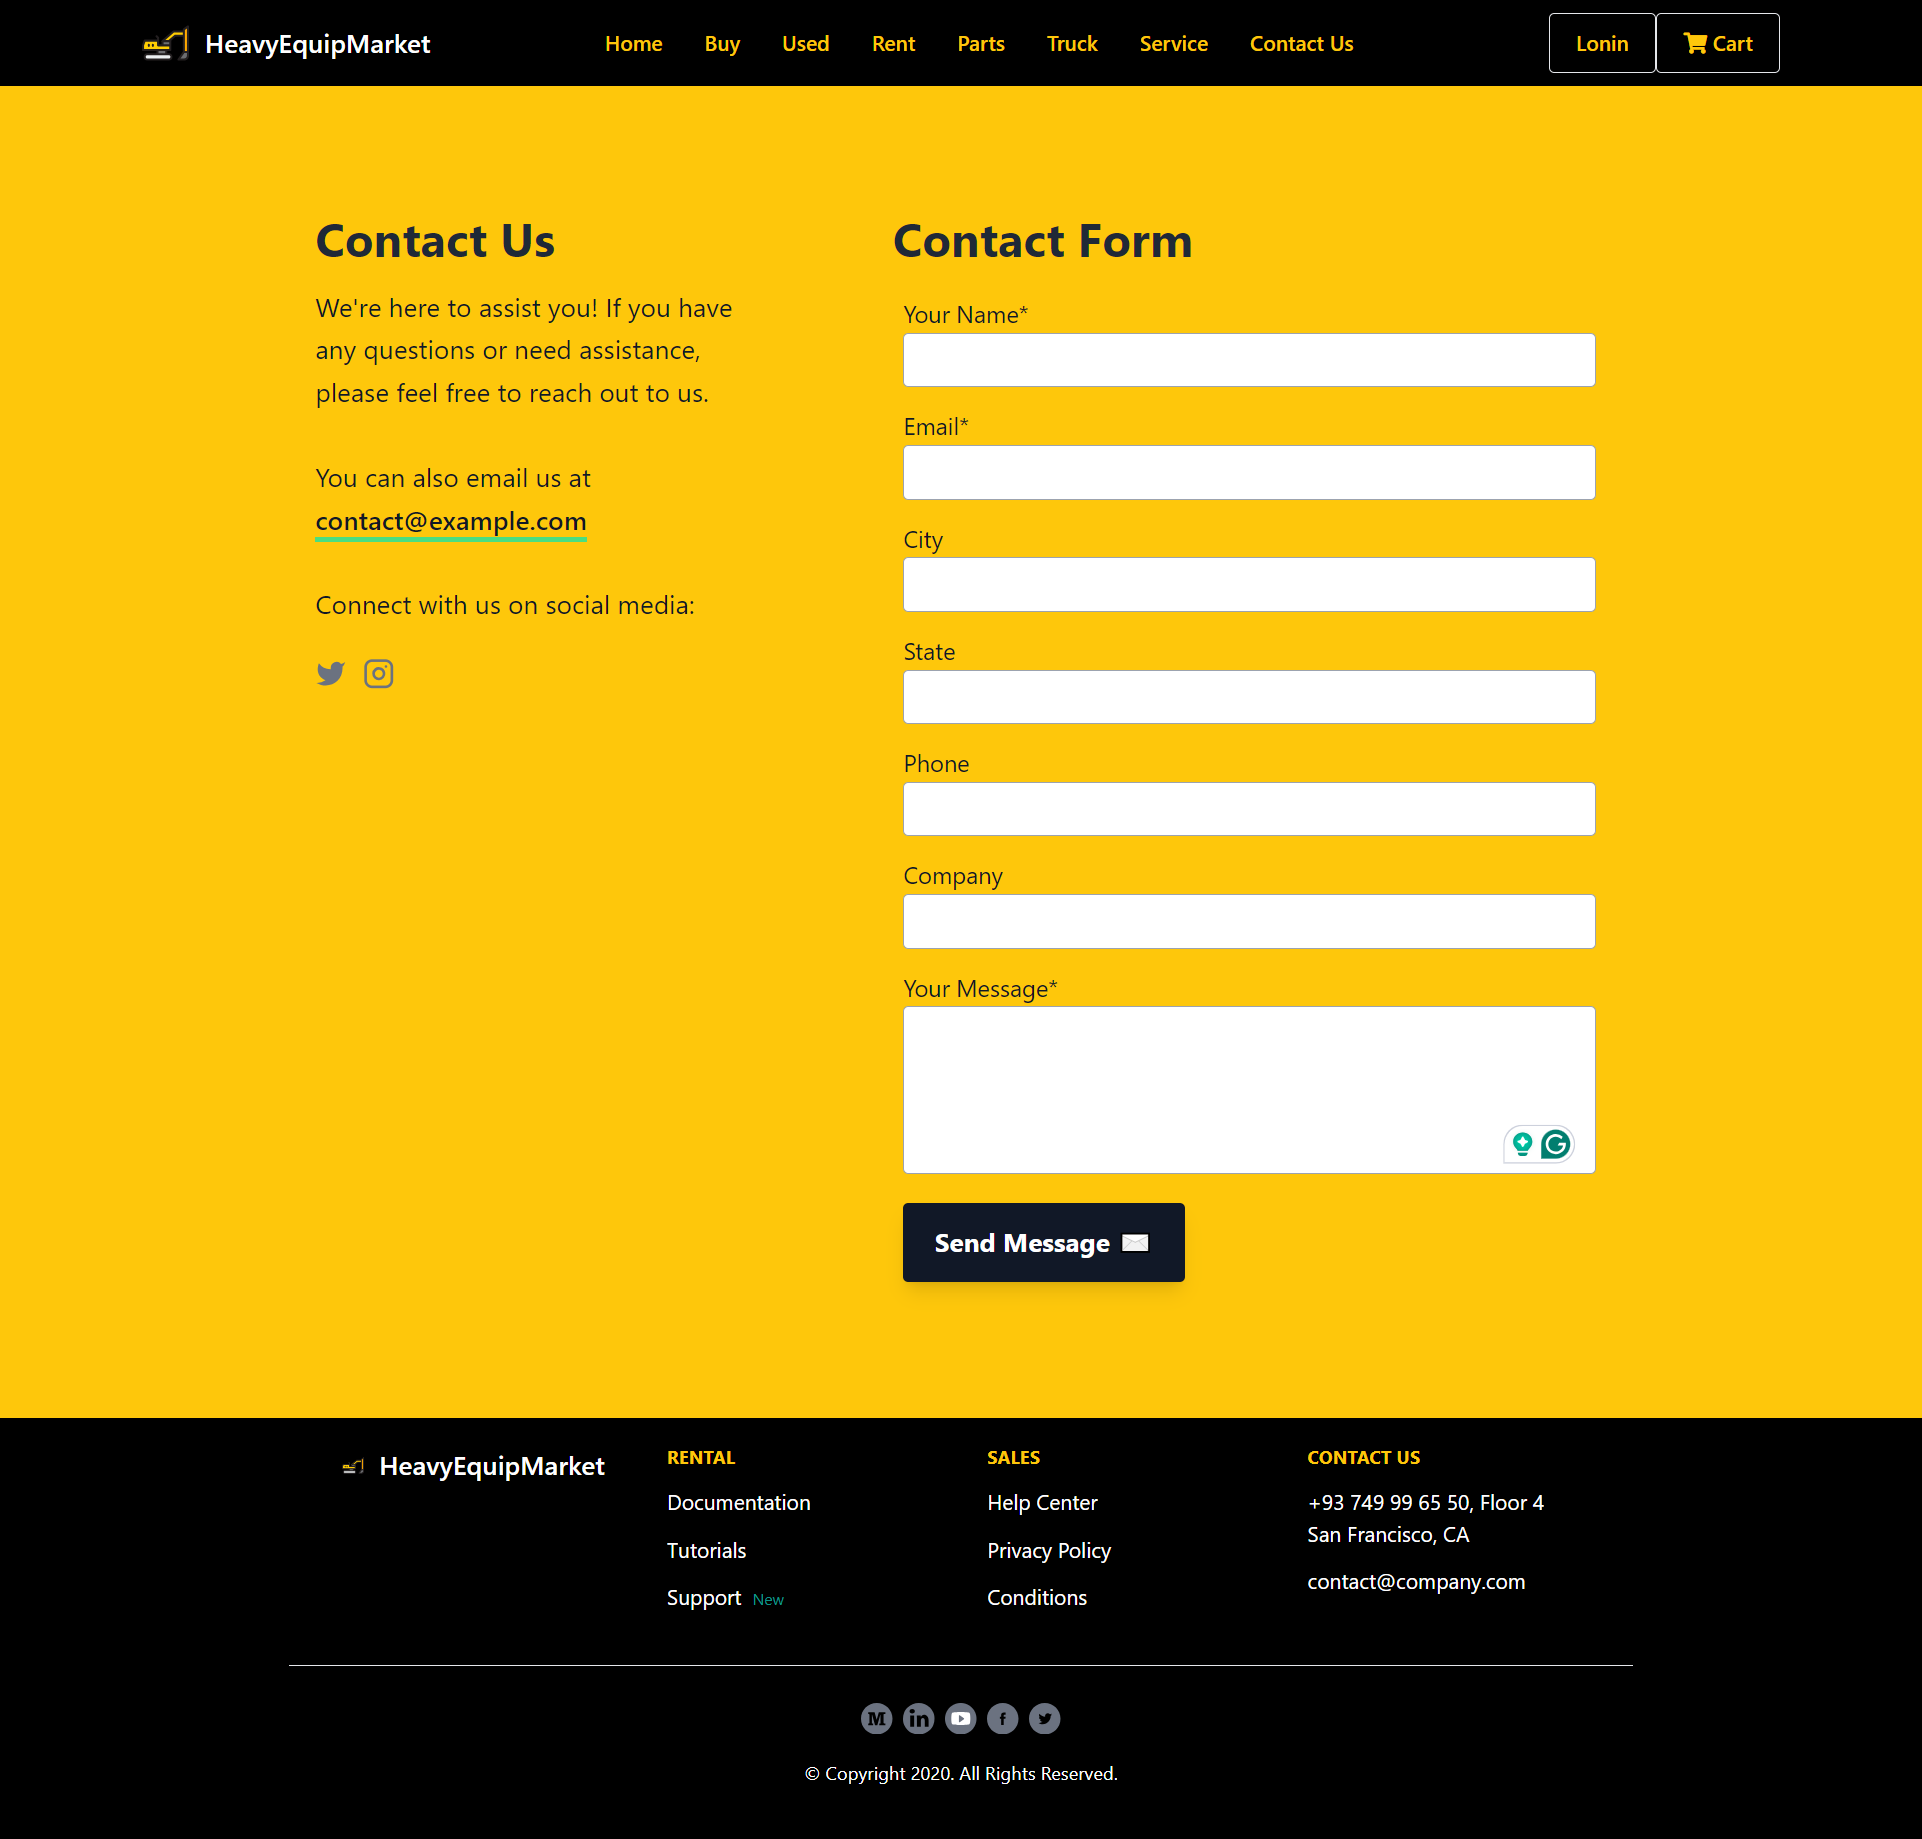 HeavyEquipMarket
Home Buy Used Rent Parts Truck Service Contact Us
Lonin Cart
Contact Us
We're here to assist you! If you have
any questions or need assistance,
please feel free to reach out to us.
You can also email us at
contact@example.com
Connect with us on social media:
Contact Form
Your Name*
Email*
City
State
Phone
Company
Your Message*
Send Message
HeavyEquipMarket
RENTAL
Documentation
Tutorials
Support New
SALES
Help Center
Privacy Policy
Conditions
CONTACT US
+93 749 99 65 50, Floor 4
San Francisco, CA
contact@company.com
© Copyright 2020. All Rights Reserved.